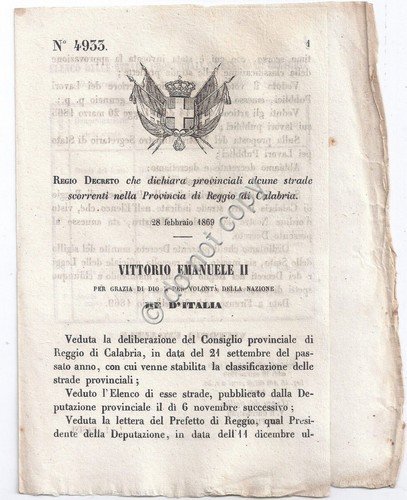 N.° 4933.
1
REGIO DECRETO che dichiara provinciali alcune strade
scorrenti nella Provincia di Reggio di Calabria.
28 febbraio 1869
VITTORIO EMANUELE II
PER GRAZIA DI DIO E PER VOLONTÀ DELLA NAZIONE
RE D'ITALIA
Veduta la deliberazione del Consiglio provinciale di
Reggio di Calabria, in data del 21 settembre del pas-
sato anno, con cui venne stabilita la classificazione delle
strade provinciali;
Veduto l'Elenco di esse strade, pubblicato dalla De-
putazione provinciale il dì 6 novembre successivo;
Veduta la lettera del Prefetto di Reggio, qual Presi-
dente della Deputazione, in data dell'11 dicembre ul-